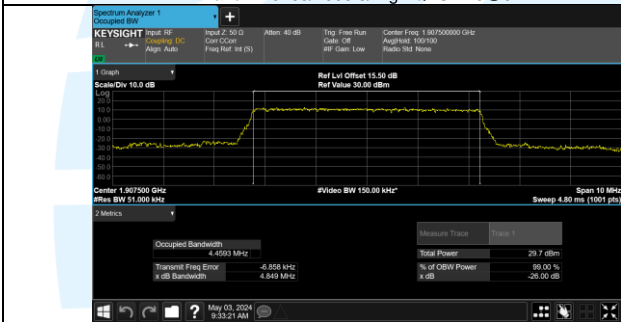 Spectrum Analyzer 1
Occupied BW
KEYSIGHT Input: RF Input Z: 50 Ω Atten: 40 dB Trig: Free Run Center Freq: 1.907500000 GHz
RL Coupling: DC Corr CCorr Gate: Off Avg|Hold: 100/100
Align: Auto Freq Ref: Int (S) #IF Gain: Low Radio Std: None
1 Graph
Scale/Div 10.0 dB Ref Lvl Offset 15.50 dB
Ref Value 30.00 dBm
Log
20.0
10.0
0.00
-10.0
-20.0
-30.0
-40.0
-50.0
-60.0
Center 1.907500 GHz #Video BW 150.00 kHz* Span 10 MHz
#Res BW 51.000 kHz Sweep 4.80 ms (1001 pts)
2 Metrics
Measure Trace Trace 1
Occupied Bandwidth
4.4593 MHz Total Power 29.7 dBm
Transmit Freq Error -6.858 kHz % of OBW Power 99.00 %
x dB Bandwidth 4.849 MHz x dB -26.00 dB
May 03, 2024
9:33:21 AM